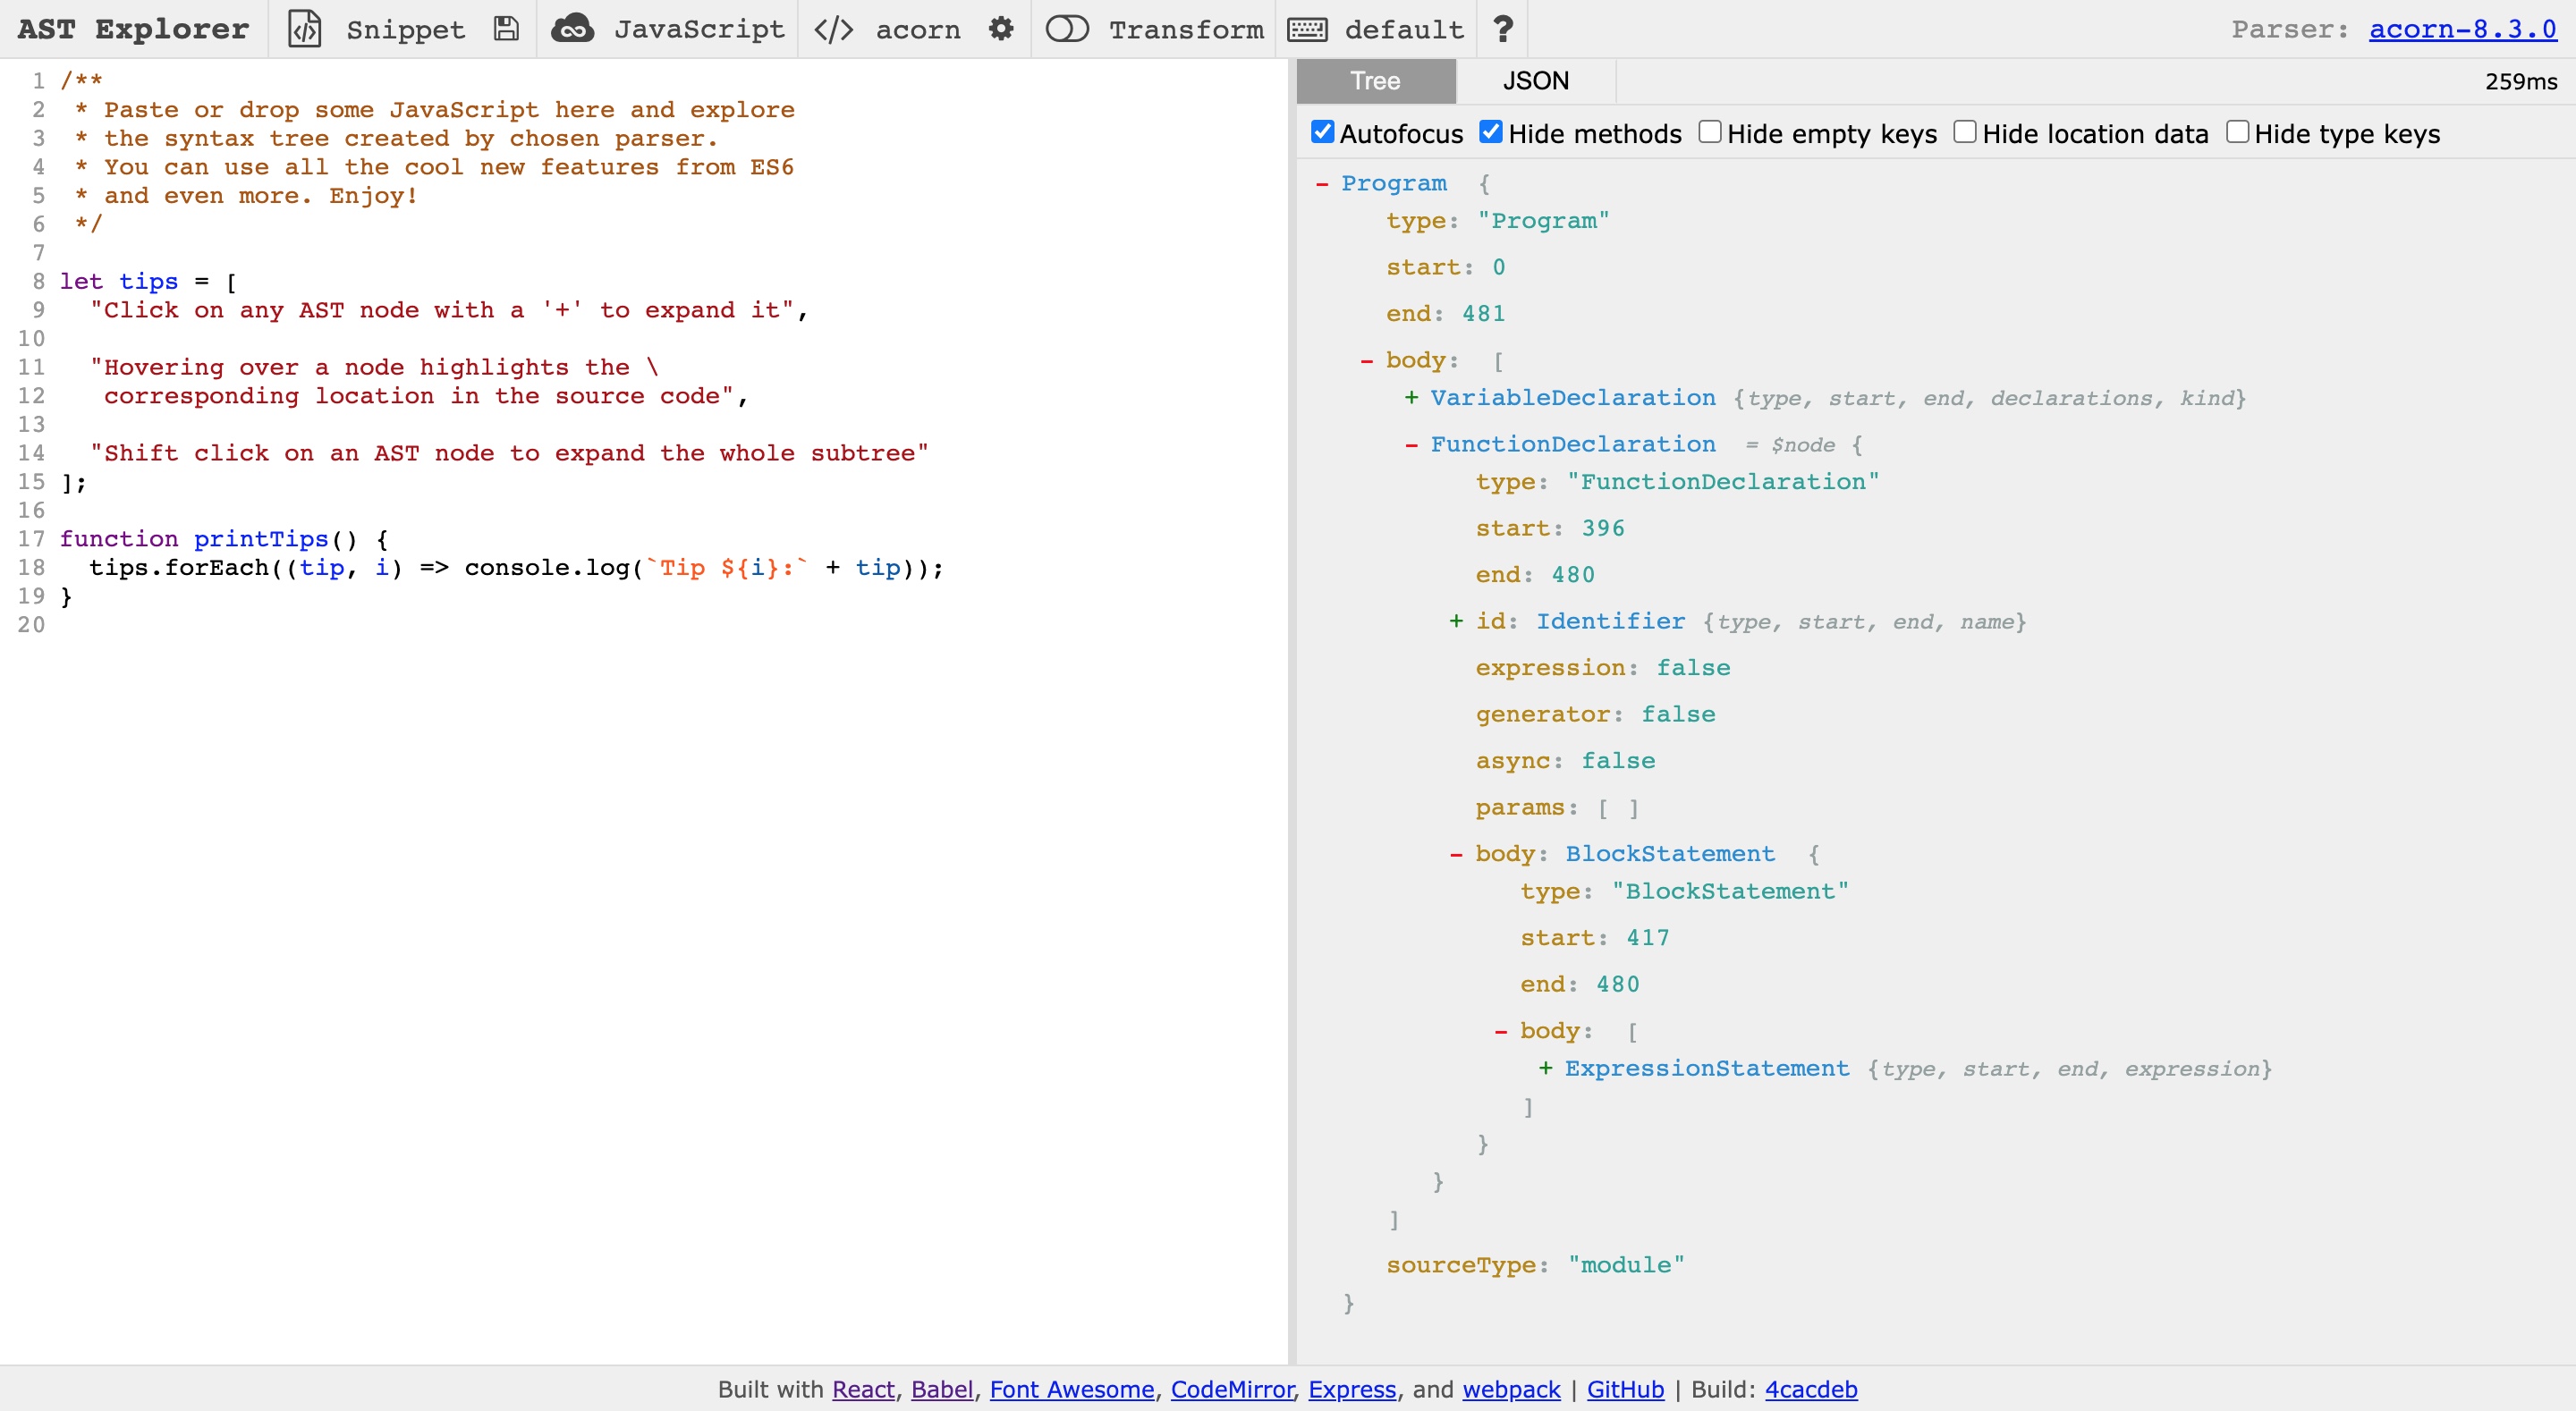 AST Explorer Snippet JavaScript </> acorn Transform default ? Parser: acorn-8.3.0
1 /**
2  * Paste or drop some JavaScript here and explore
3  * the syntax tree created by chosen parser.
4  * You can use all the cool new features from ES6
5  * and even more. Enjoy!
6  */
7
8 let tips = [
9   "Click on any AST node with a '+' to expand it",
10
11   "Hovering over a node highlights the \
12    corresponding location in the source code",
13
14   "Shift click on an AST node to expand the whole subtree"
15 ];
16
17 function printTips() {
18   tips.forEach((tip, i) => console.log(`Tip ${i}:` + tip));
19 }
20
Tree JSON 259ms
Autofocus Hide methods Hide empty keys Hide location data Hide type keys
- Program {
type: "Program"
start: 0
end: 481
- body: [
+ VariableDeclaration {type, start, end, declarations, kind}
- FunctionDeclaration = $node {
type: "FunctionDeclaration"
start: 396
end: 480
+ id: Identifier {type, start, end, name}
expression: false
generator: false
async: false
params: [ ]
- body: BlockStatement {
type: "BlockStatement"
start: 417
end: 480
- body: [
+ ExpressionStatement {type, start, end, expression}
]
}
}
]
sourceType: "module"
}
Built with React, Babel, Font Awesome, CodeMirror, Express, and webpack | GitHub | Build: 4cacdeb